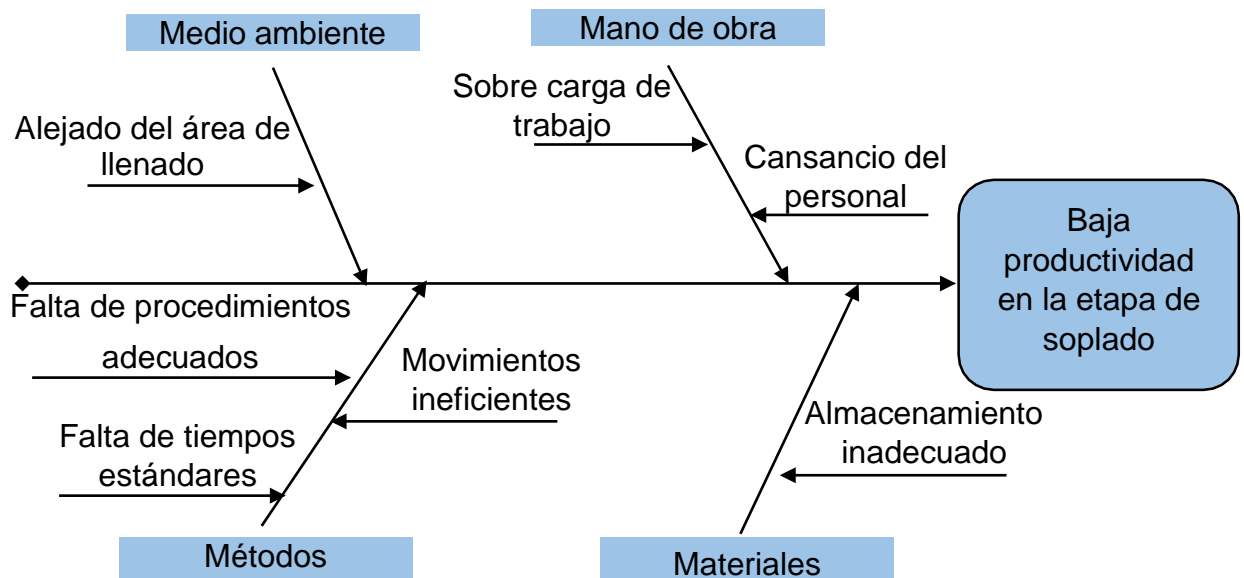 Medio ambiente
Mano de obra
Sobre carga de
trabajo
Alejado del área de
llenado
Cansancio del
personal
Baja
productividad
en la etapa de
soplado
Falta de procedimientos
adecuados
Movimientos
ineficientes
Falta de tiempos
estándares
Almacenamiento
inadecuado
Métodos
Materiales